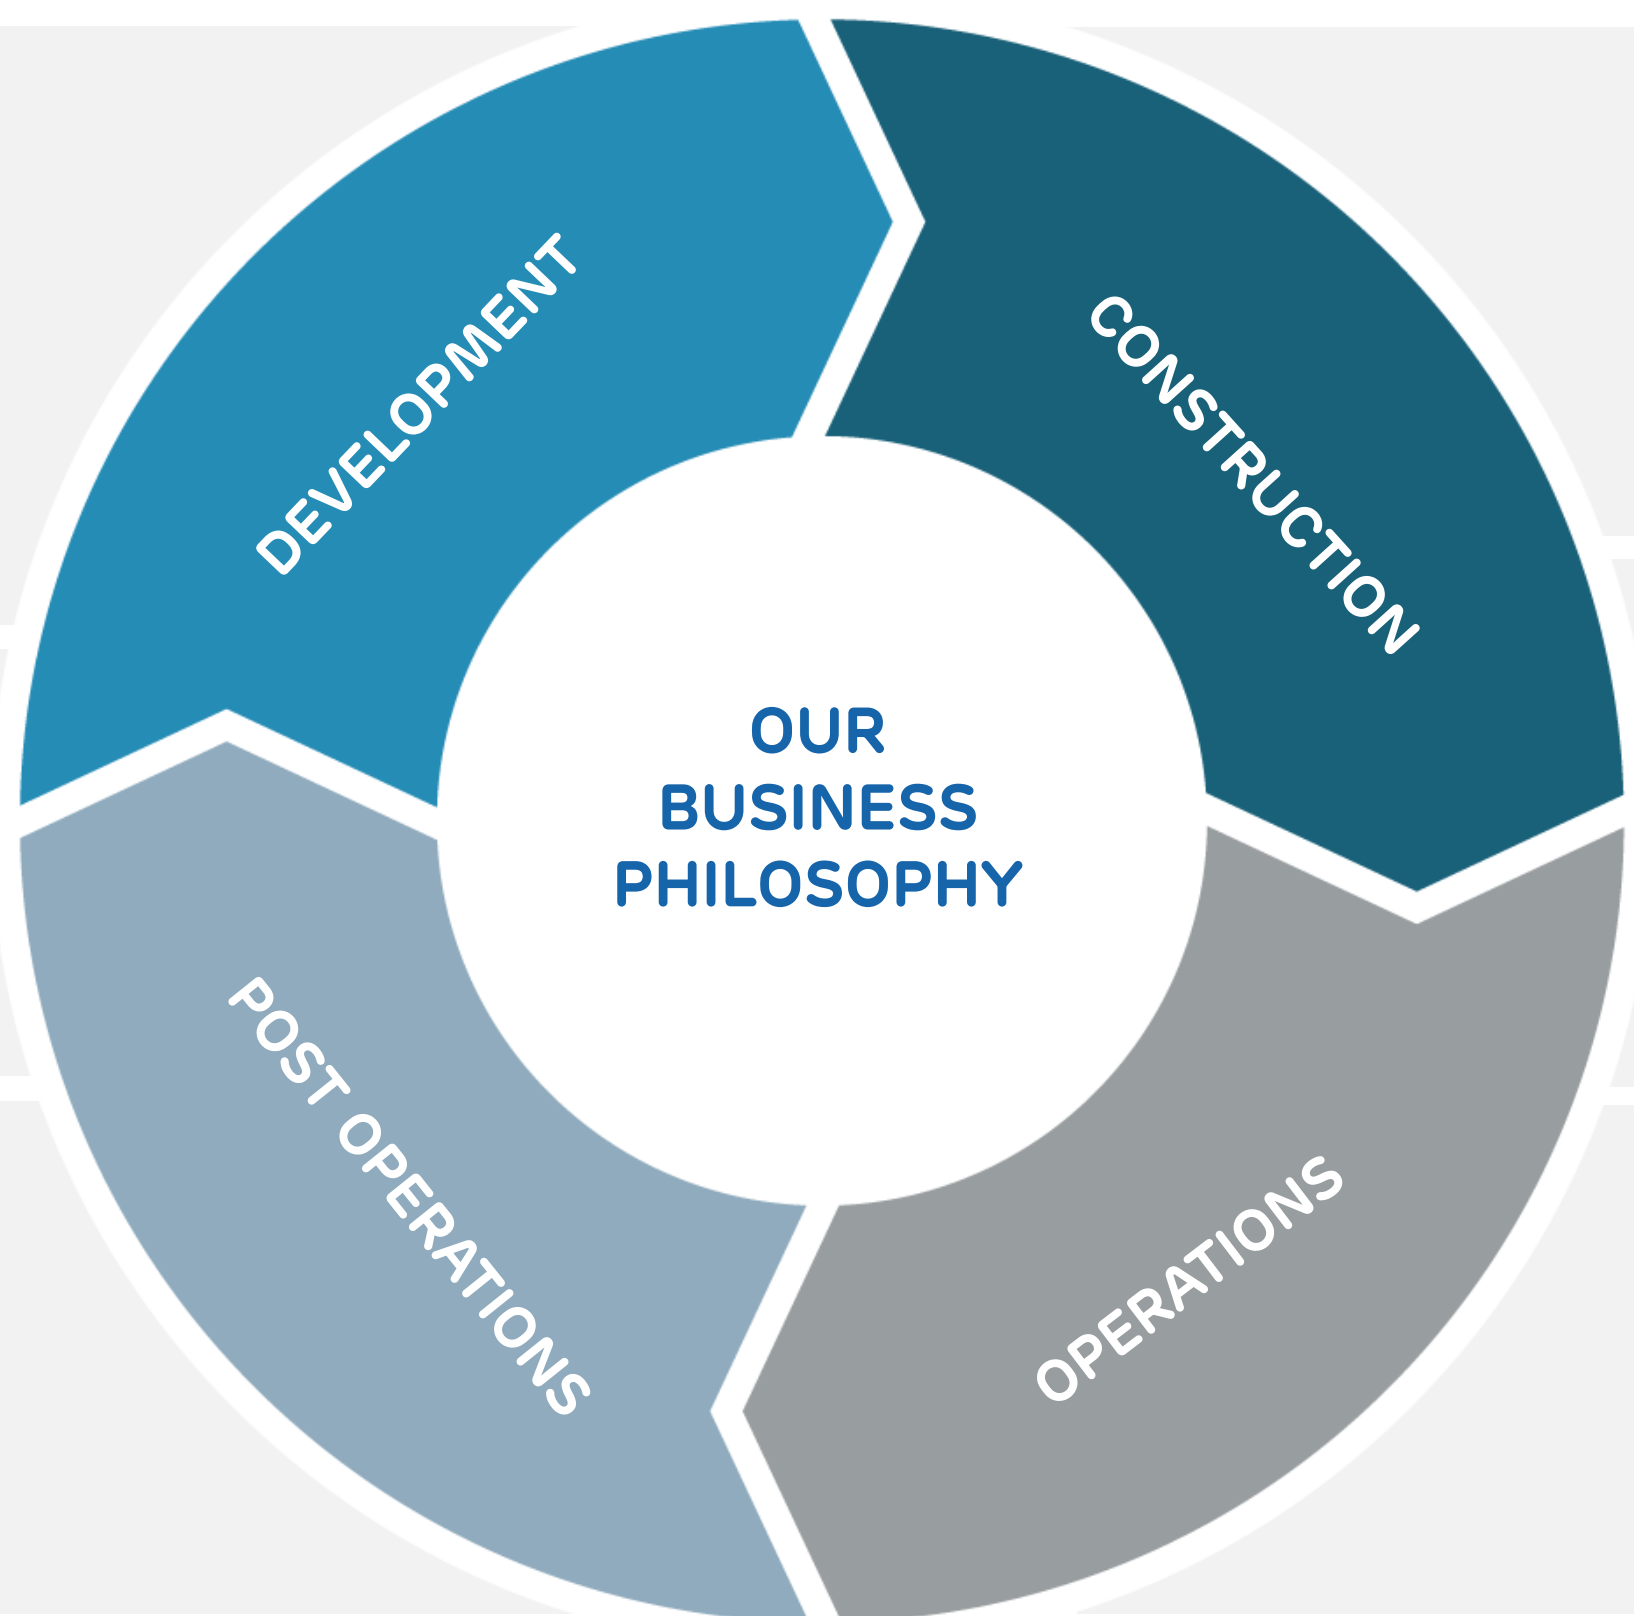 DEVELOPMENT
CONSTRUCTION
OUR
BUSINESS
PHILOSOPHY
POST OPERATIONS
OPERATIONS